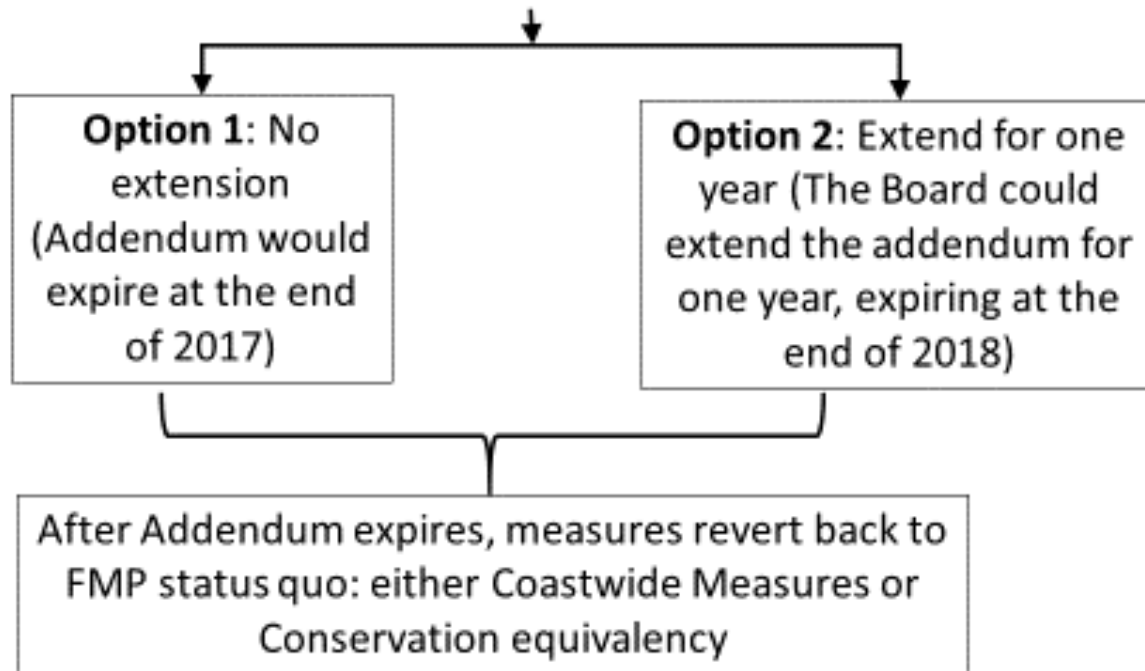 Option 1: No
extension
(Addendum would
expire at the end
of 2017)
Option 2: Extend for one
year (The Board could
extend the addendum for
one year, expiring at the
end of 2018)
After Addendum expires, measures revert back to
FMP status quo: either Coastwide Measures or
Conservation equivalency